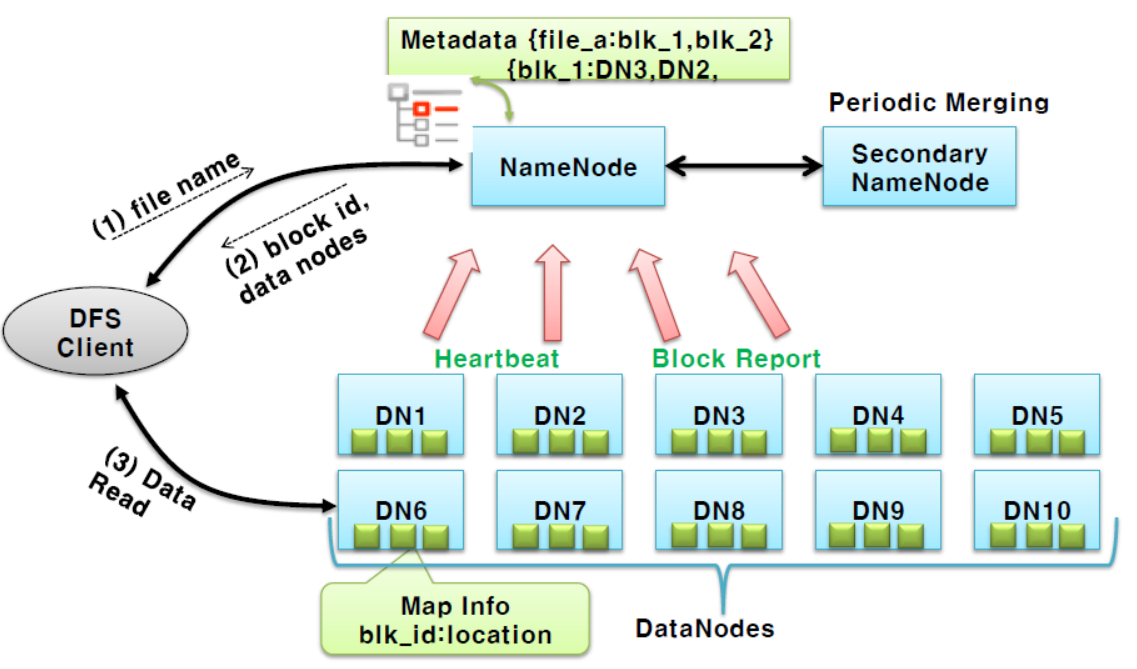 Metadata {file_a:blk_1,blk_2}
{blk_1:DN3,DN2,
Periodic Merging
NameNode
Secondary
NameNode
(1) file name
(2) block id,
data nodes
DFS
Client
Heartbeat
Block Report
DN1
DN2
DN3
DN4
DN5
(3) Data
Read
DN6
DN7
DN8
DN9
DN10
Map Info
blk_id:location
DataNodes